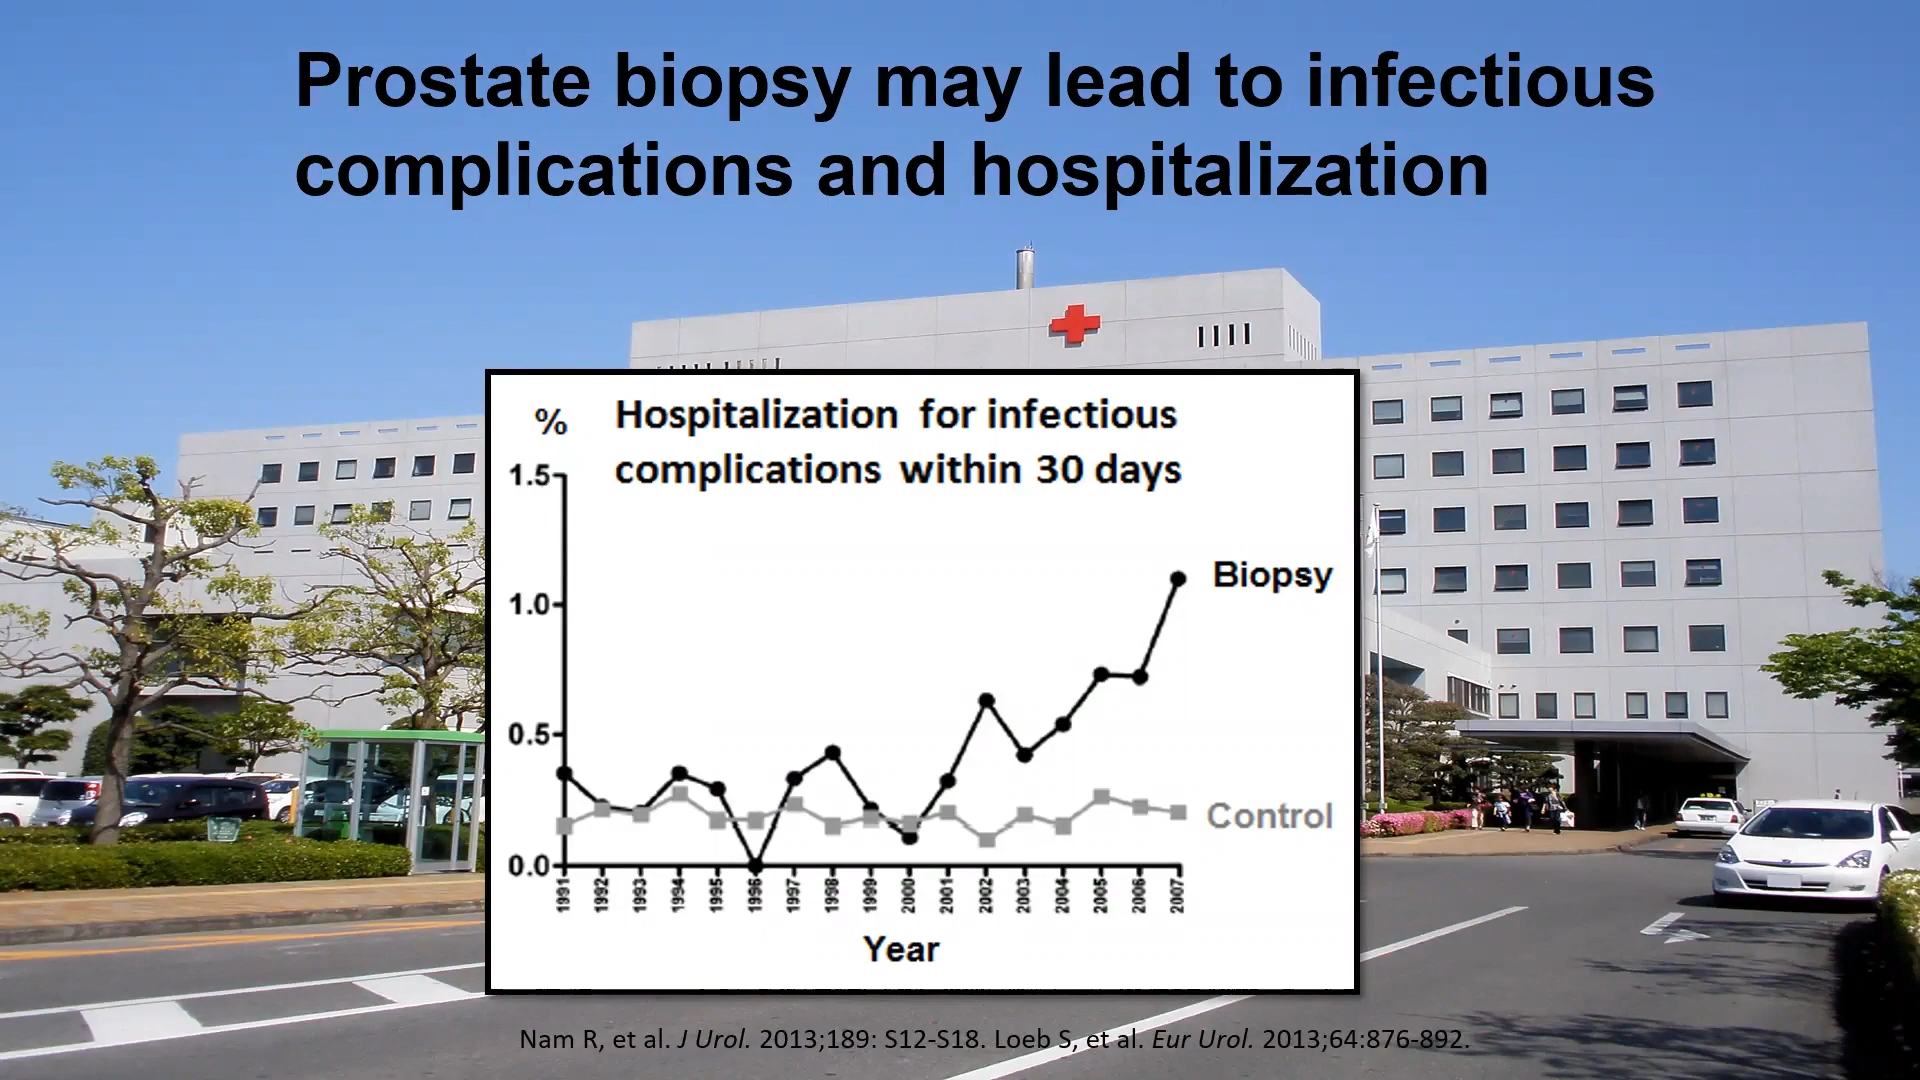 Prostate biopsy may lead to infectious
complications and hospitalization
% Hospitalization for infectious
complications within 30 days
1.5
1.0
0.5
0.0
Biopsy
Control
1991 1992 1993 1994 1995 1996 1997 1998 1999 2000 2001 2002 2003 2004 2005 2006 2007
Year
Nam R, et al. J Urol. 2013;189: S12-S18. Loeb S, et al. Eur Urol. 2013;64:876-892.